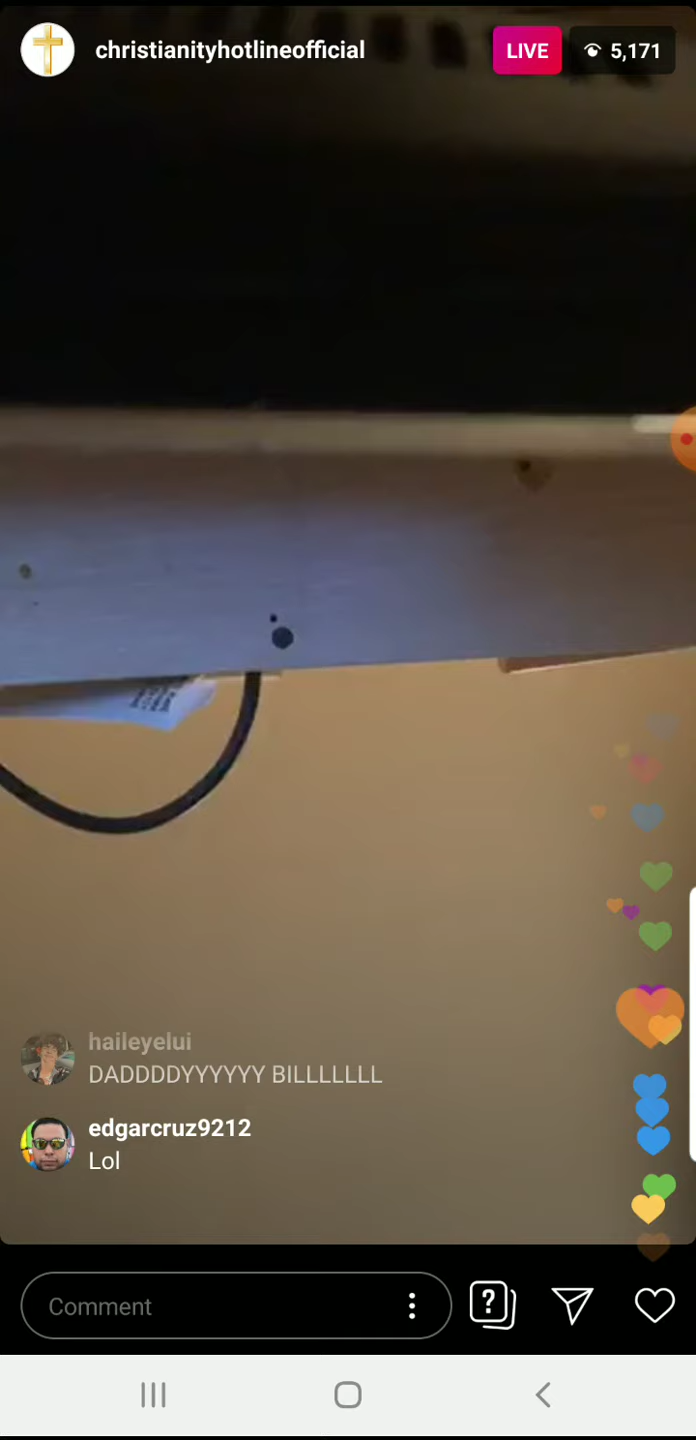 christianityhotlineofficial
LIVE
5,171
haileyelui
DADDDDYYYYYY BILLLLLLL
edgarcruz9212
Lol
Comment
?